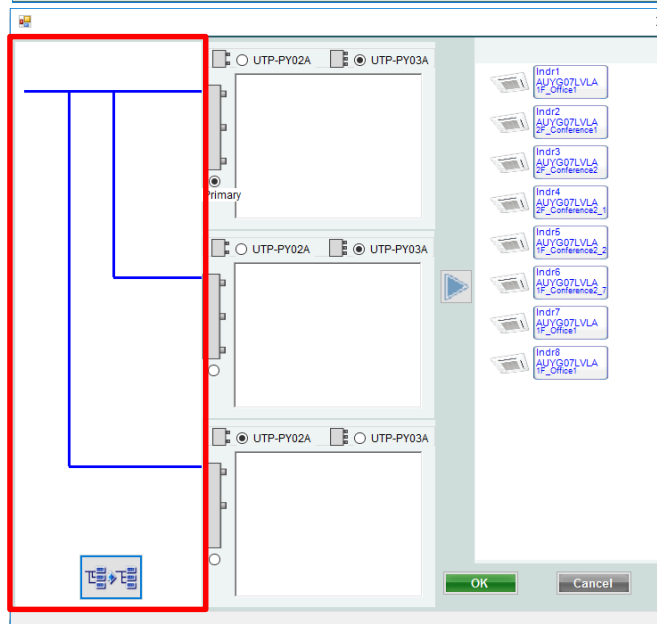 UTP-PY02A UTP-PY03A
Primary
UTP-PY02A UTP-PY03A
UTP-PY02A UTP-PY03A
Indr1
AUYG07LVLA
1F_Office1
Indr2
AUYG07LVLA
2F_Conference1
Indr3
AUYG07LVLA
2F_Conference2
Indr4
AUYG07LVLA
2F_Conference2_1
Indr5
AUYG07LVLA
1F_Conference2_2
Indr6
AUYG07LVLA
1F_Conference2_7
Indr7
AUYG07LVLA
1F_Office1
Indr8
AUYG07LVLA
1F_Office1
OK Cancel